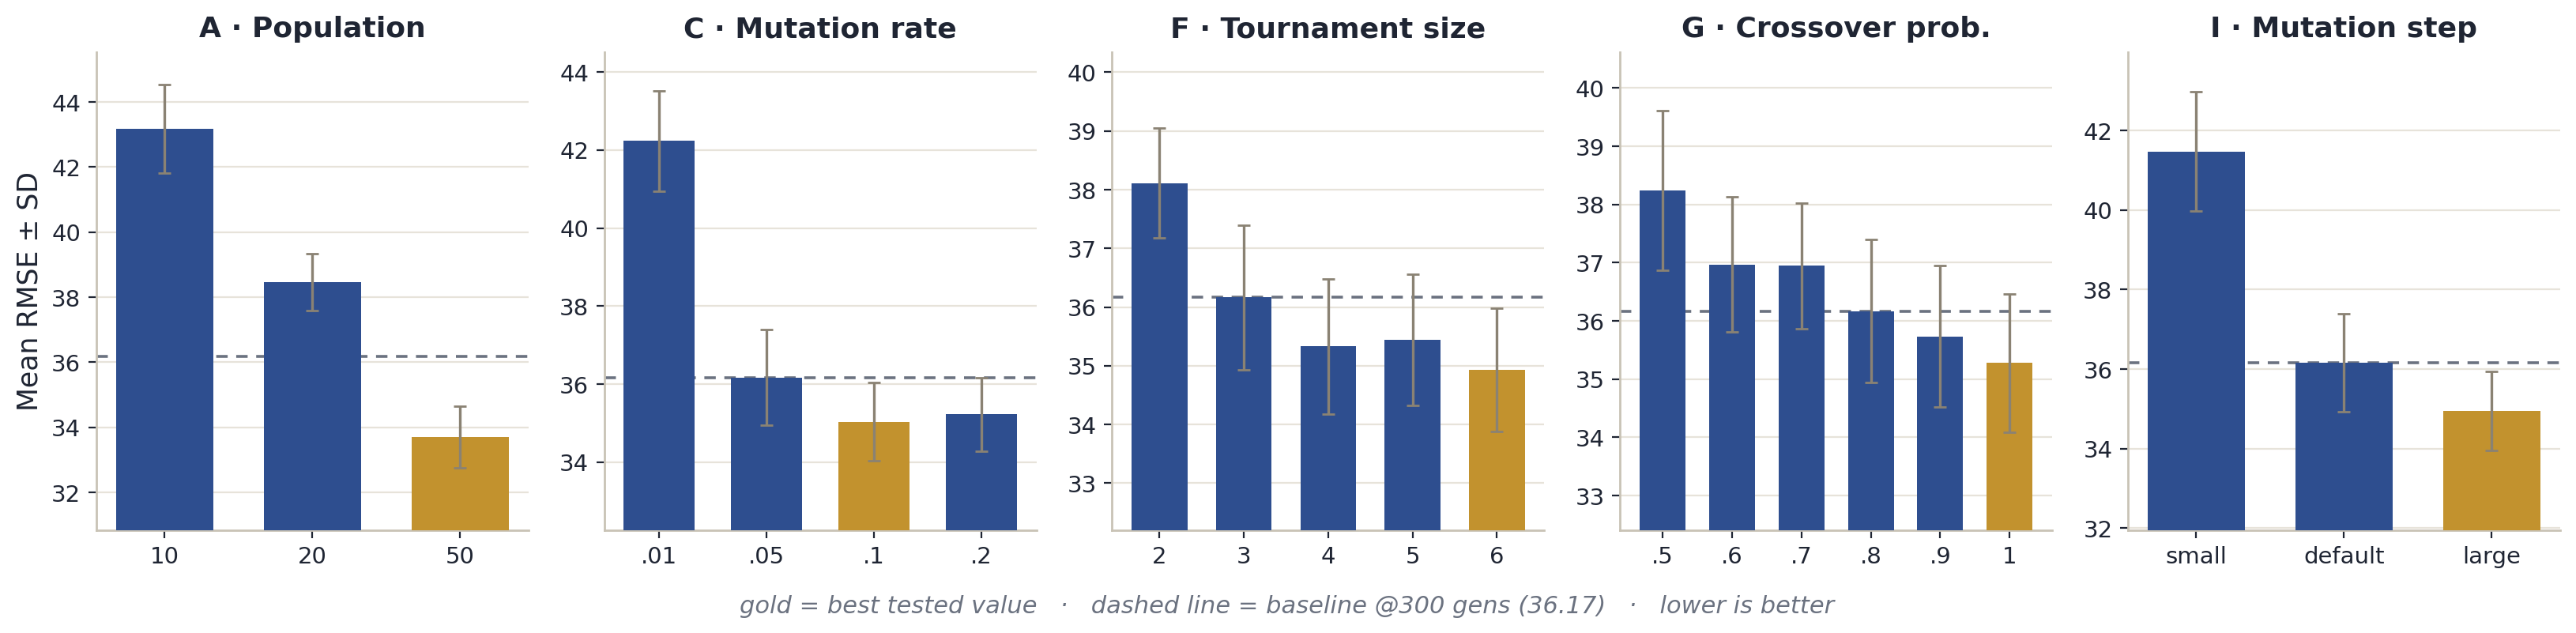 A · Population
C · Mutation rate
F · Tournament size
G · Crossover prob.
I · Mutation step
Mean RMSE ± SD
44
42
40
38
36
34
32
10 20 50
44
42
40
38
36
34
.01 .05 .1 .2
40
39
38
37
36
35
34
33
2 3 4 5 6
40
39
38
37
36
35
34
33
.5 .6 .7 .8 .9 1
42
40
38
36
34
32
small default large
gold = best tested value · dashed line = baseline @300 gens (36.17) · lower is better